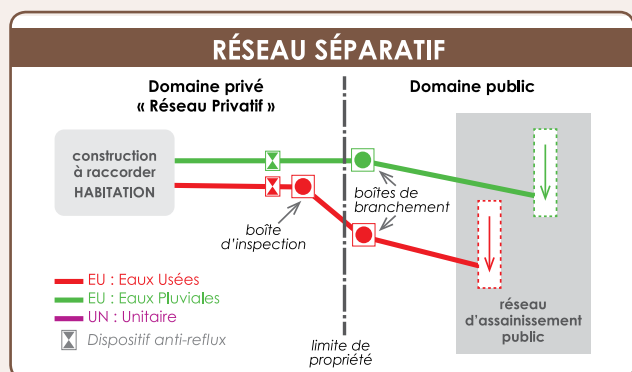 RÉSEAU SÉPARATIF
Domaine privé
« Réseau Privatif »
Domaine public
construction
à raccorder
HABITATION
boîtes de
branchement
boîte
d'inspection
EU : Eaux Usées
EU : Eaux Pluviales
UN : Unitaire
Dispositif anti-reflux
réseau
d'assainissement
public
limite de
propriété